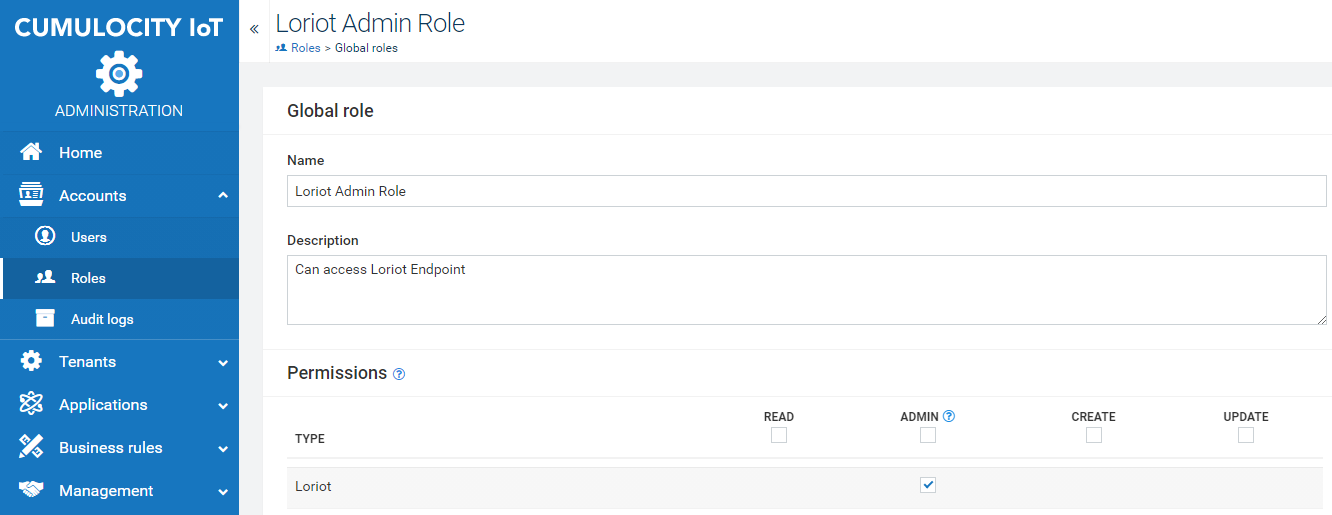 CUMULOCITY IoT
ADMINISTRATION
Home
Accounts
Users
Roles
Audit logs
Tenants
Applications
Business rules
Management
«
Loriot Admin Role
Roles > Global roles
Global role
Name
Loriot Admin Role
Description
Can access Loriot Endpoint
Permissions ?
TYPE READ ADMIN ? CREATE UPDATE
Loriot